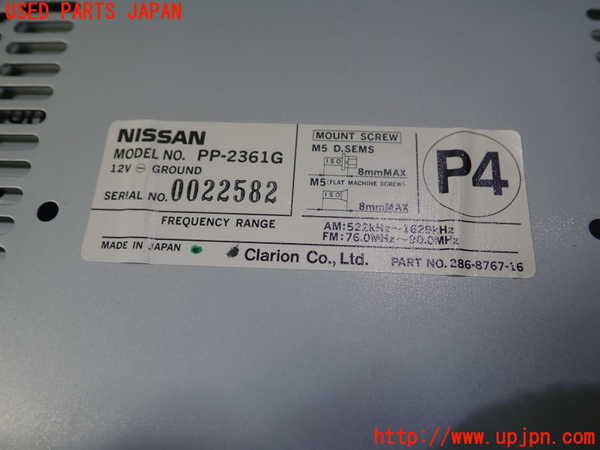 USED PARTS JAPAN
NISSAN
MODEL NO. PP-2361G
12V ⊖ GROUND
SERIAL NO. 0022582
MOUNT SCREW
M5 D.SEMS
ISO
8mmMAX
M5(FLAT MACHINE SCREW)
ISO
8mmMAX
P4
FREQUENCY RANGE
AM:522kHz~1629kHz
FM:76.0MHz~90.0MHz
MADE IN JAPAN
Clarion Co., Ltd.
PART NO. 286-8767-16
http://www.upjpn.com/